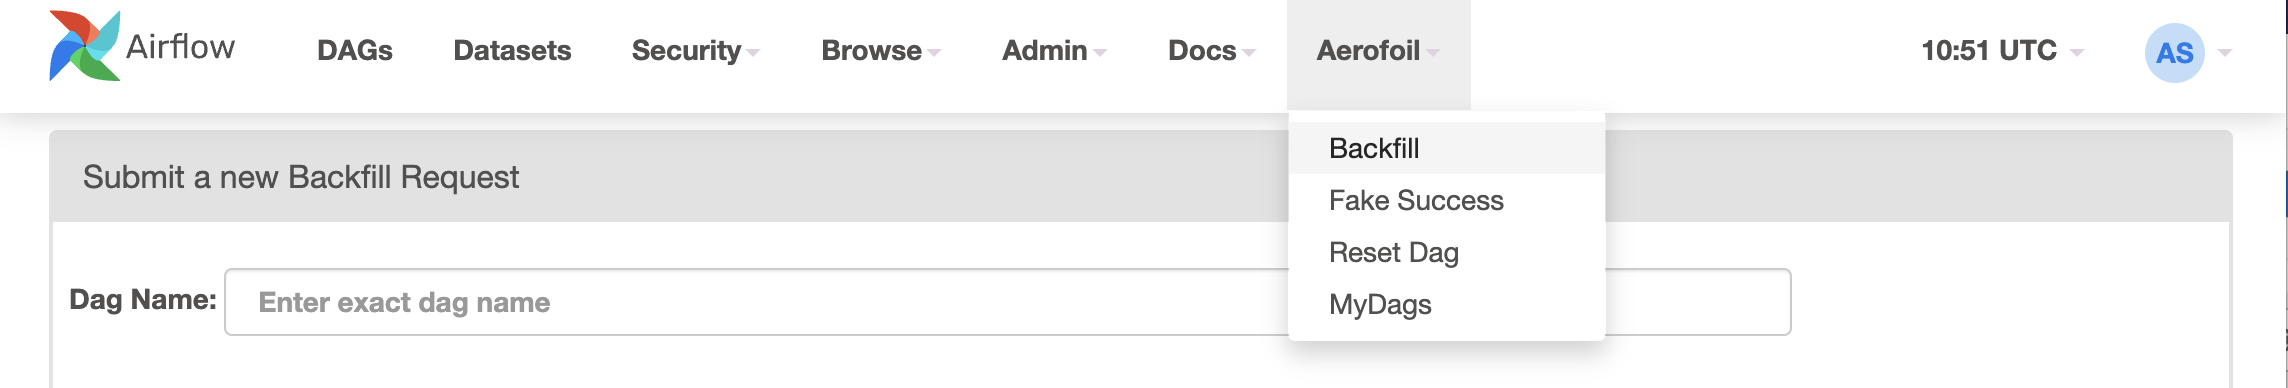 Airflow DAGs Datasets Security Browse Admin Docs Aerofoil 10:51 UTC AS
Backfill
Fake Success
Reset Dag
MyDags
Submit a new Backfill Request
Dag Name: Enter exact dag name